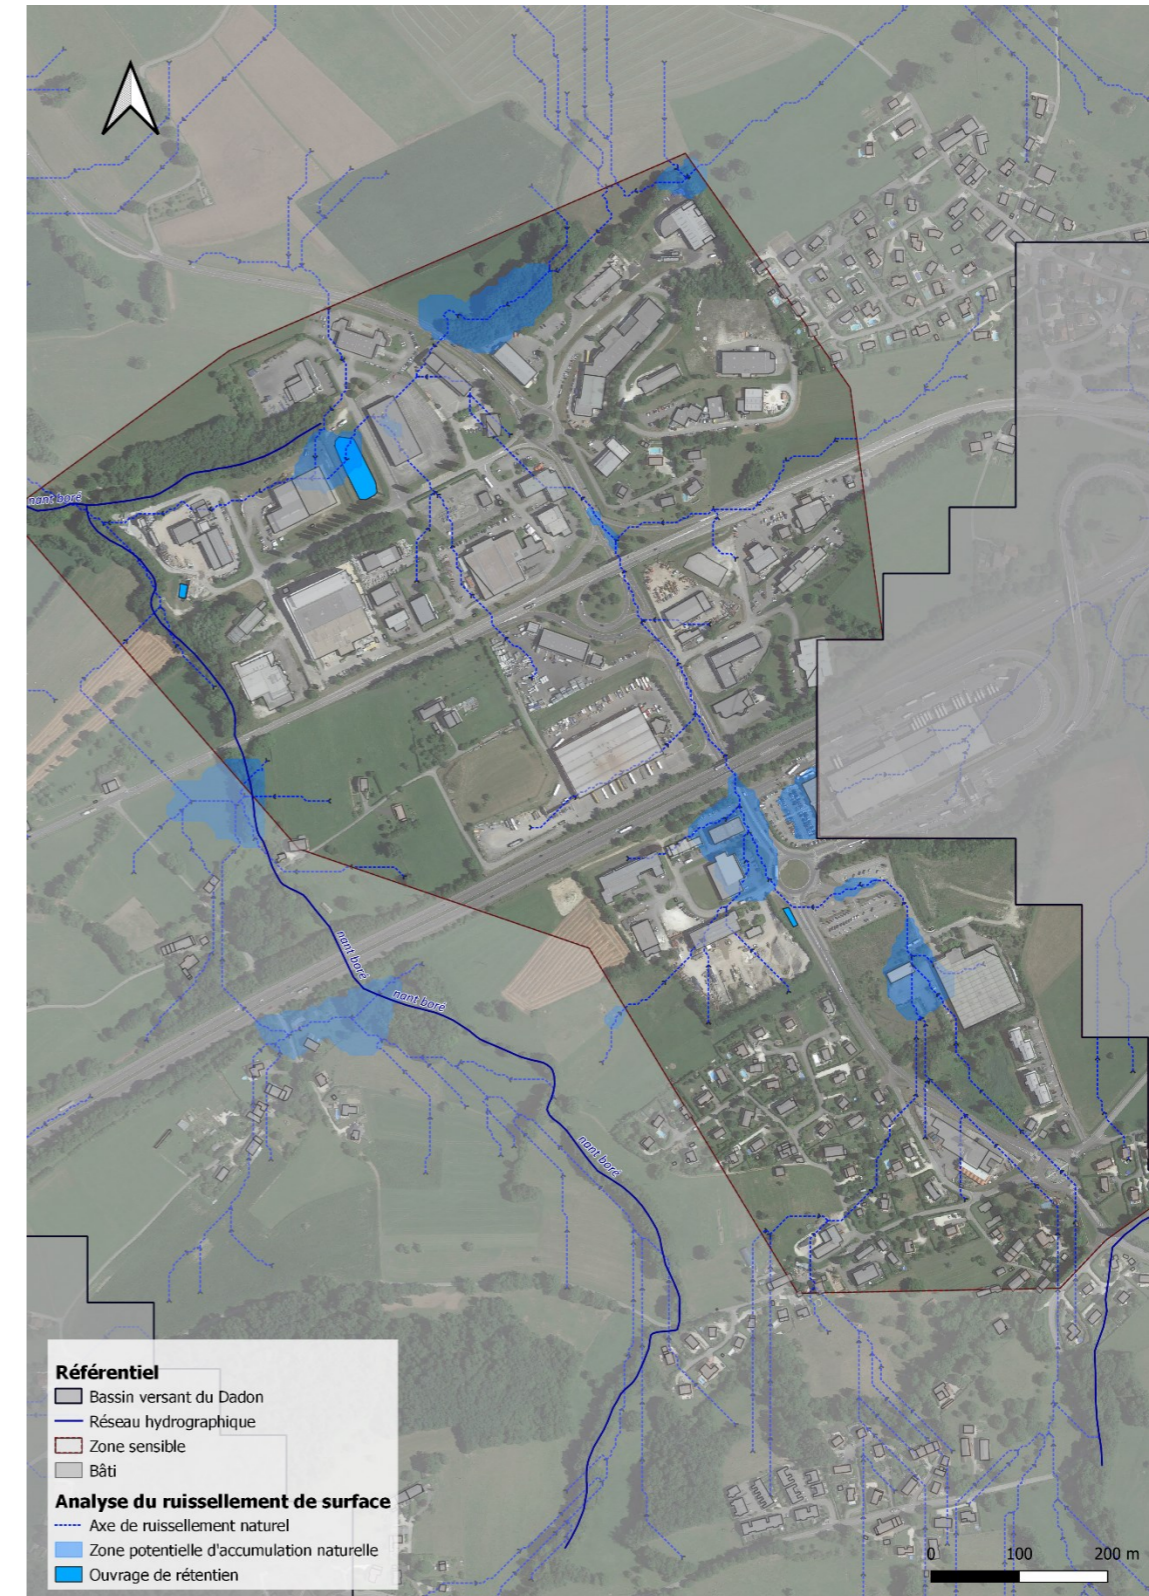 nant boré
nant boré
nant boré
nant boré
Référentiel
Bassin versant du Dadon
Réseau hydrographique
Zone sensible
Bâti
Analyse du ruissellement de surface
Axe de ruissellement naturel
Zone potentielle d'accumulation naturelle
Ouvrage de rétentien
0 100 200 m